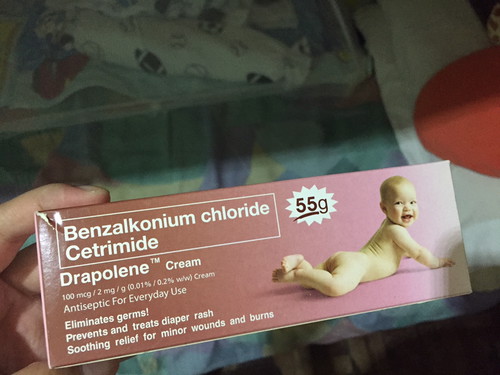 Benzalkonium chloride
Cetrimide
55g
Drapolene™ Cream
100 mcg / 2 mg / g (0.01% / 0.2% w/w) Cream
Antiseptic For Everyday Use
Eliminates germs!
Prevents and treats diaper rash
Soothing relief for minor wounds and burns